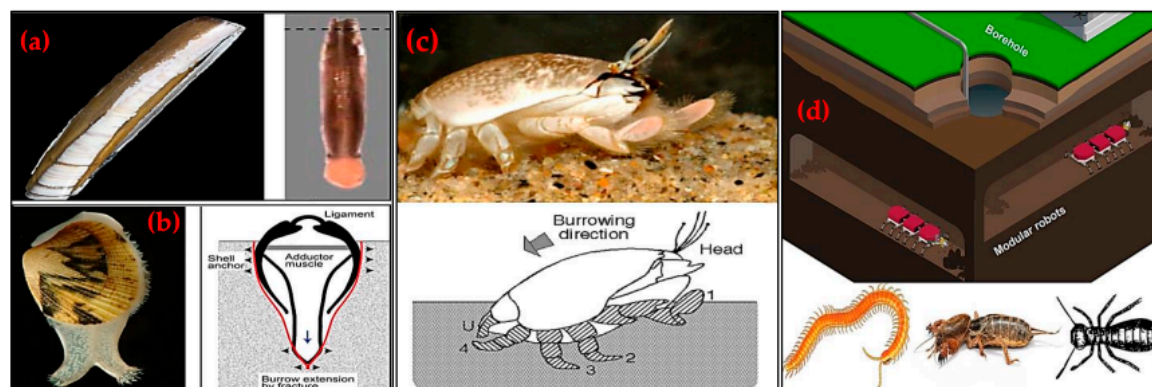 (a)
(b)
Ligament
Shell
anchor
Adductor
muscle
Burrow extension
by fracture
(c)
Burrowing
direction
Head
1
U
4
2
3
(d)
Borehole
Modular robots